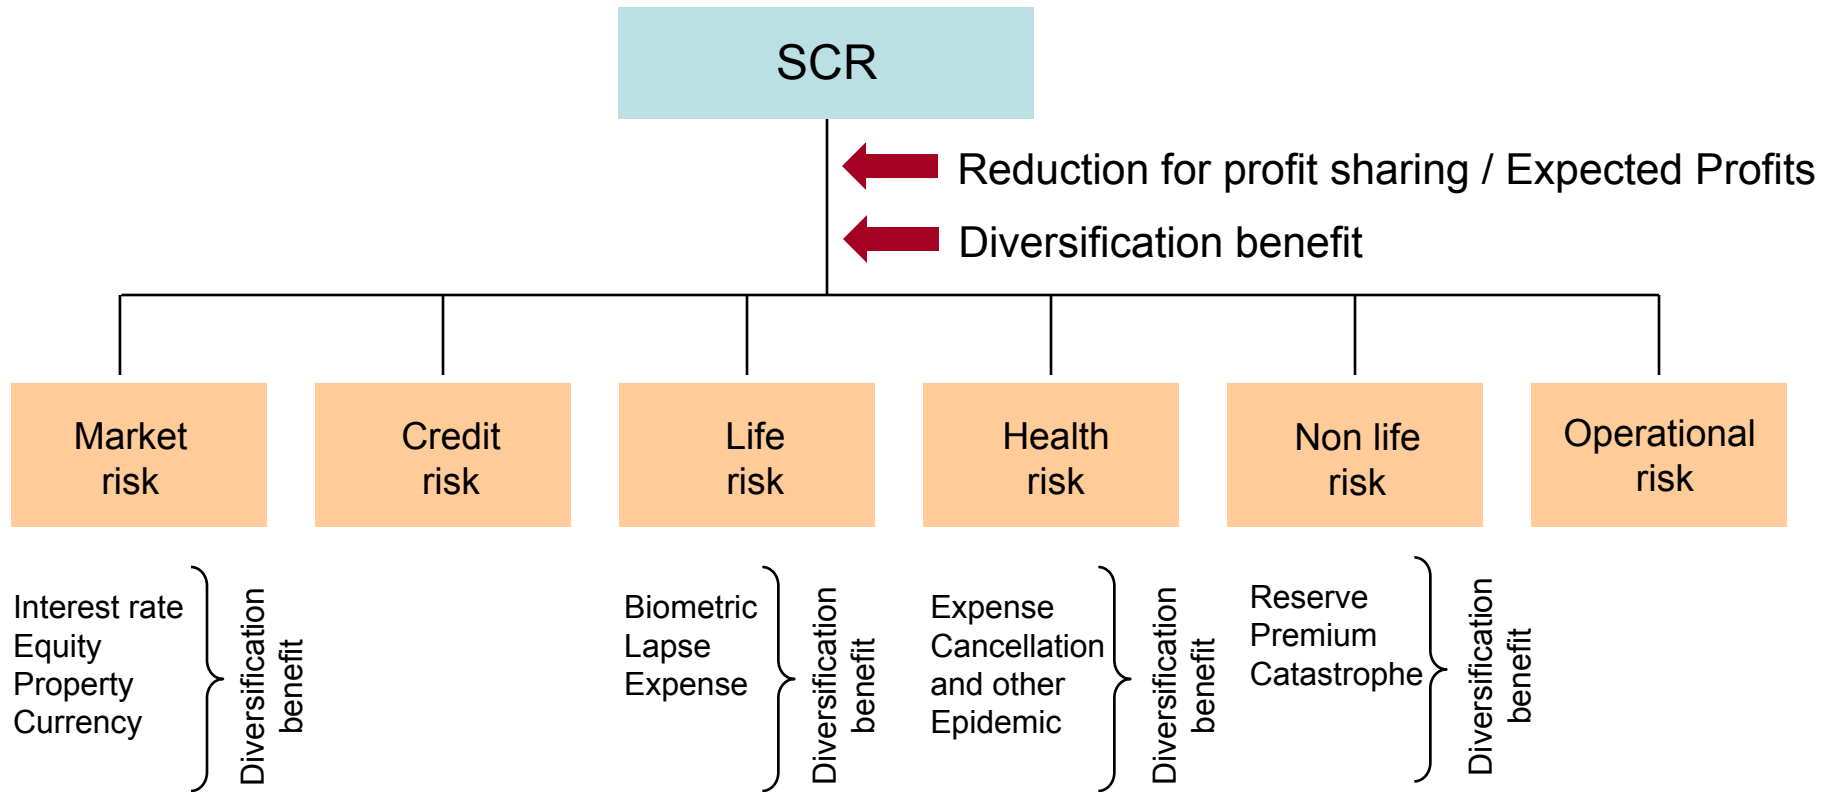 SCR
Reduction for profit sharing / Expected Profits
Diversification benefit
Market
risk
Credit
risk
Life
risk
Health
risk
Non life
risk
Operational
risk
Interest rate
Equity
Property
Currency
Diversification
benefit
Biometric
Lapse
Expense
Diversification
benefit
Expense
Cancellation
and other
Epidemic
Diversification
benefit
Reserve
Premium
Catastrophe
Diversification
benefit